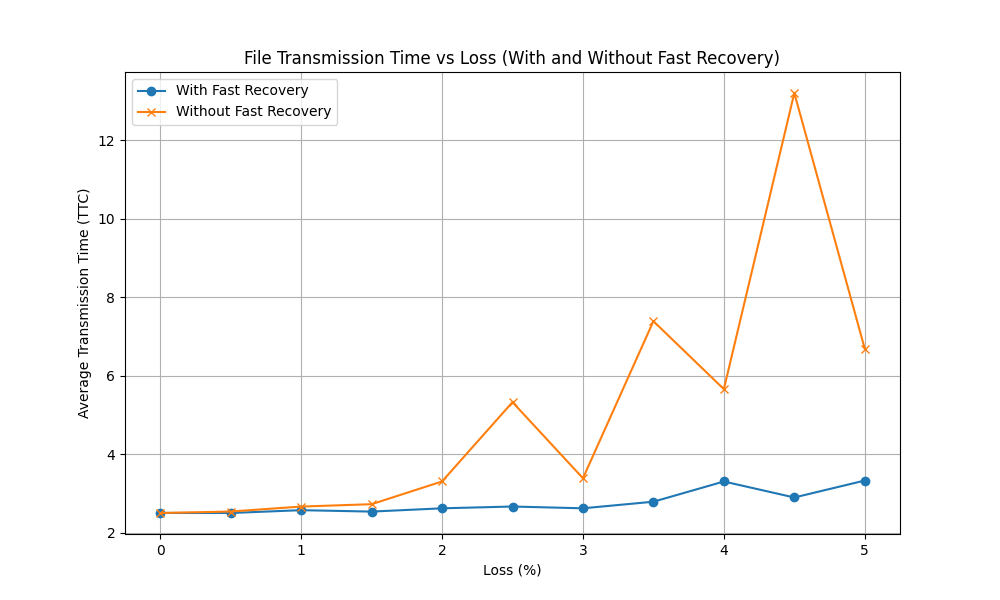 File Transmission Time vs Loss (With and Without Fast Recovery)
With Fast Recovery
Without Fast Recovery
Average Transmission Time (TTC)
12
10
8
6
4
2
0 1 2 3 4 5
Loss (%)